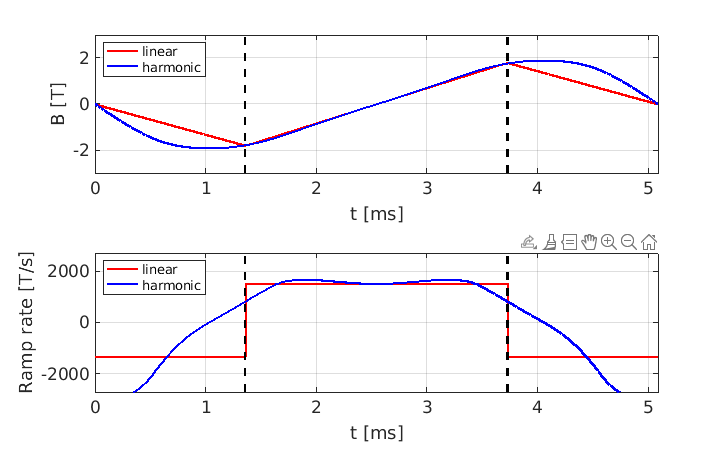 2
0
-2
B [T]
linear
harmonic
0
1
2
3
4
5
t [ms]
2000
0
-2000
Ramp rate [T/s]
linear
harmonic
0
1
2
3
4
5
t [ms]